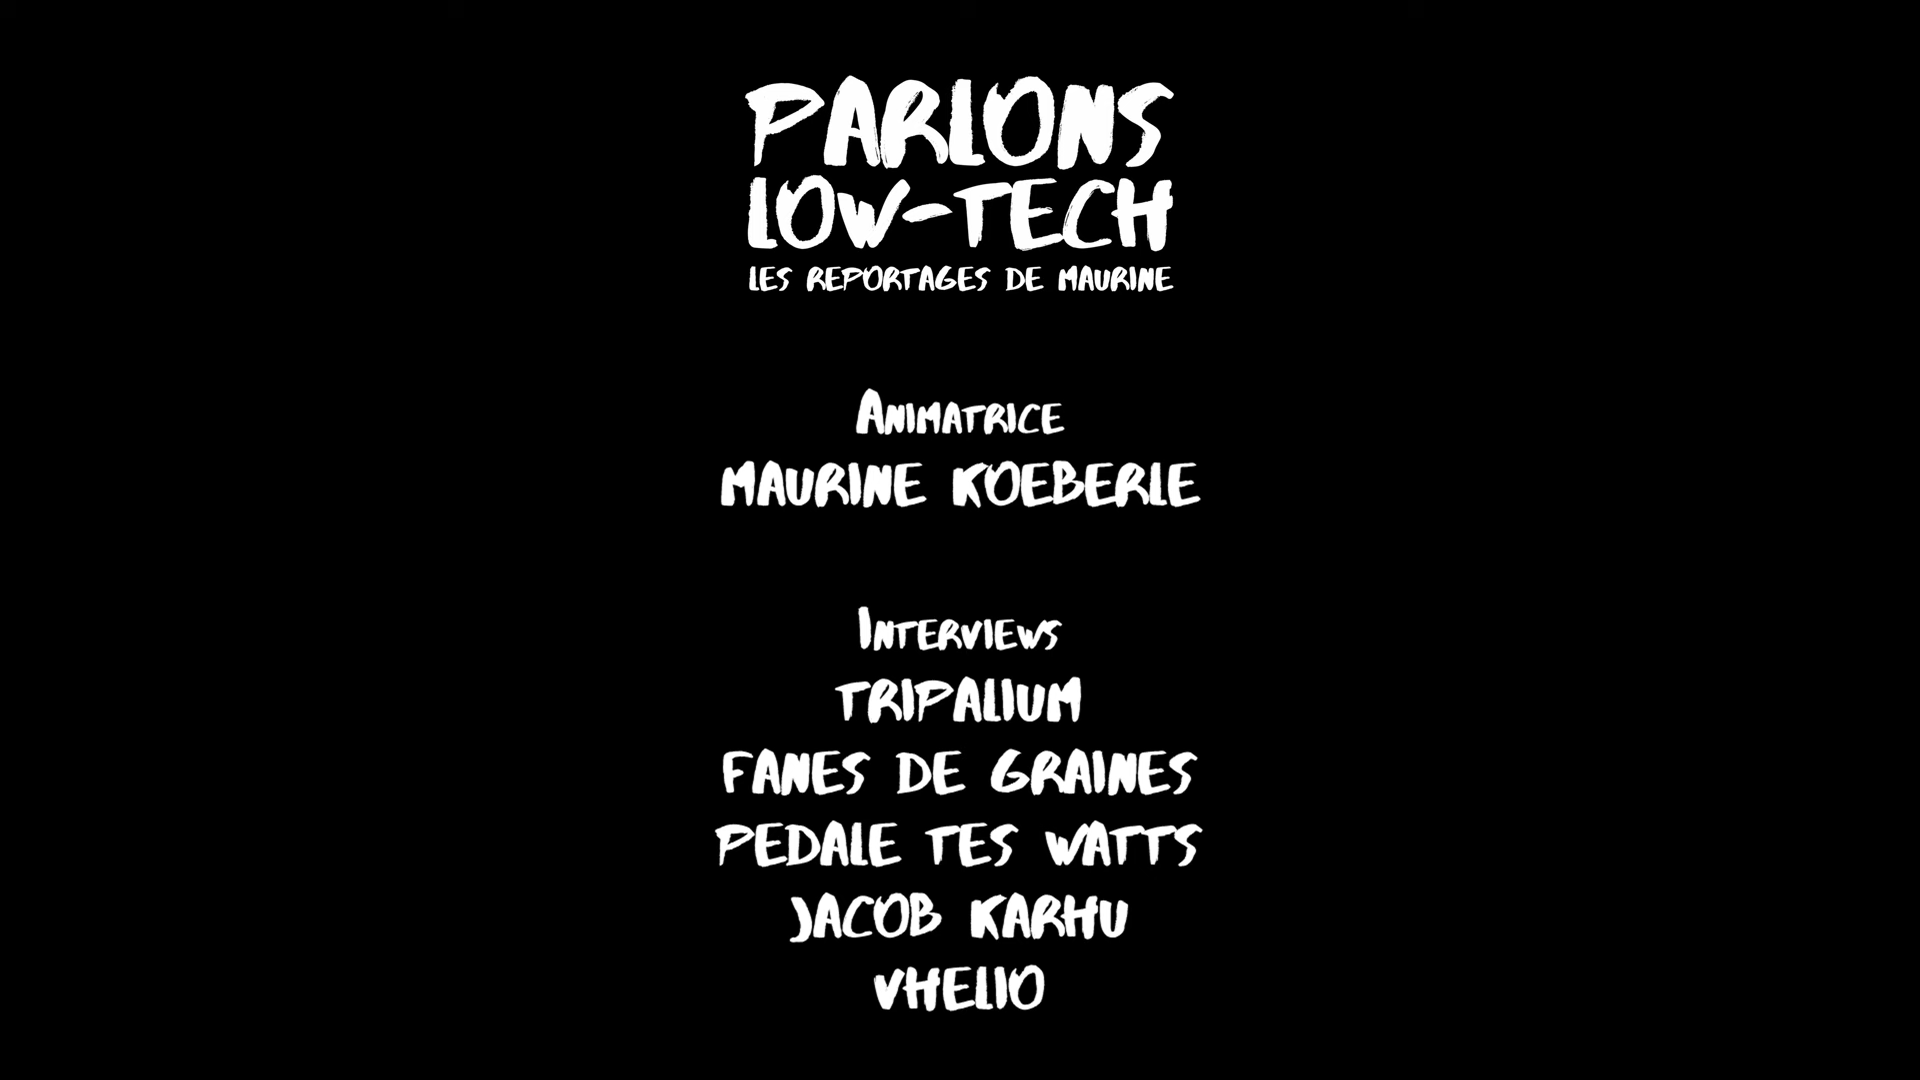 PARLONS
LOW-TECH
LES REPORTAGES DE MAURINE
ANIMATRICE
MAURINE KOEBERLE
INTERVIEWS
TRIPALIUM
FANES DE GRAINES
PEDALE TES WATTS
JACOB KARHU
VHELIO